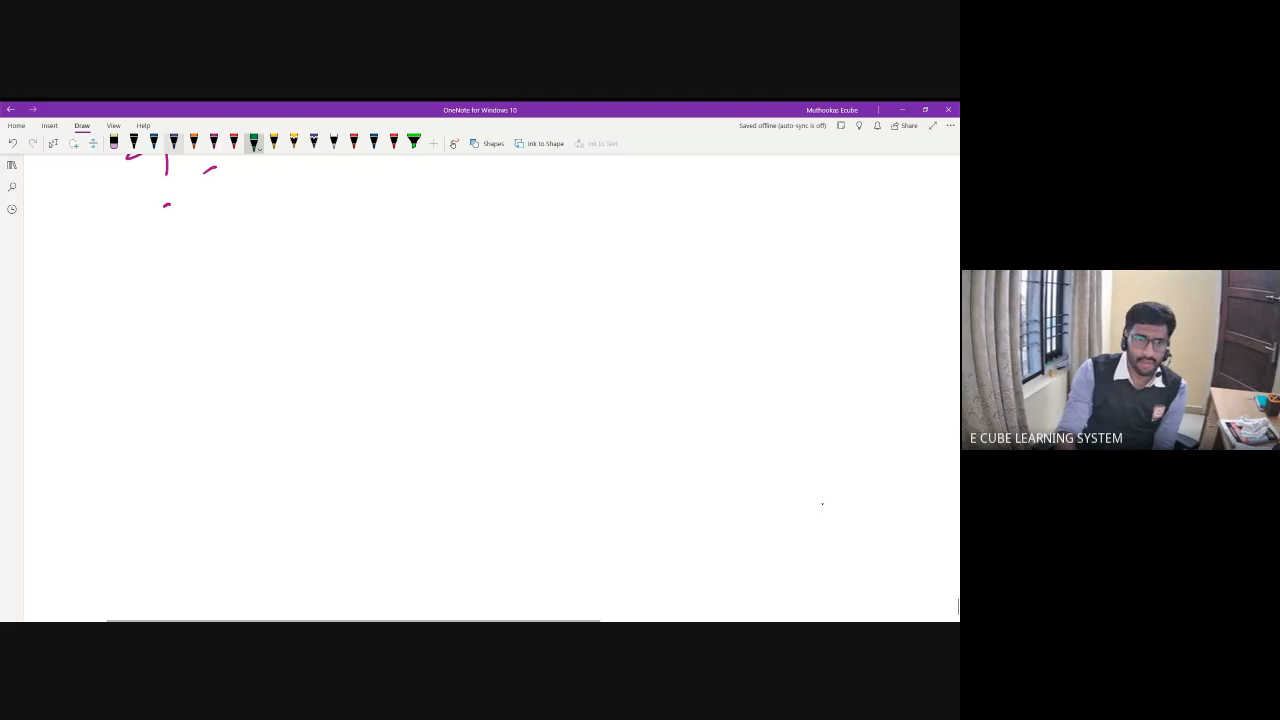 OneNote for Windows 10
Muthookas Ecube
Home Insert Draw View Help
Saved offline (auto-sync is off)
Share
Shapes
Ink to Shape
Ink to Text
E CUBE LEARNING SYSTEM